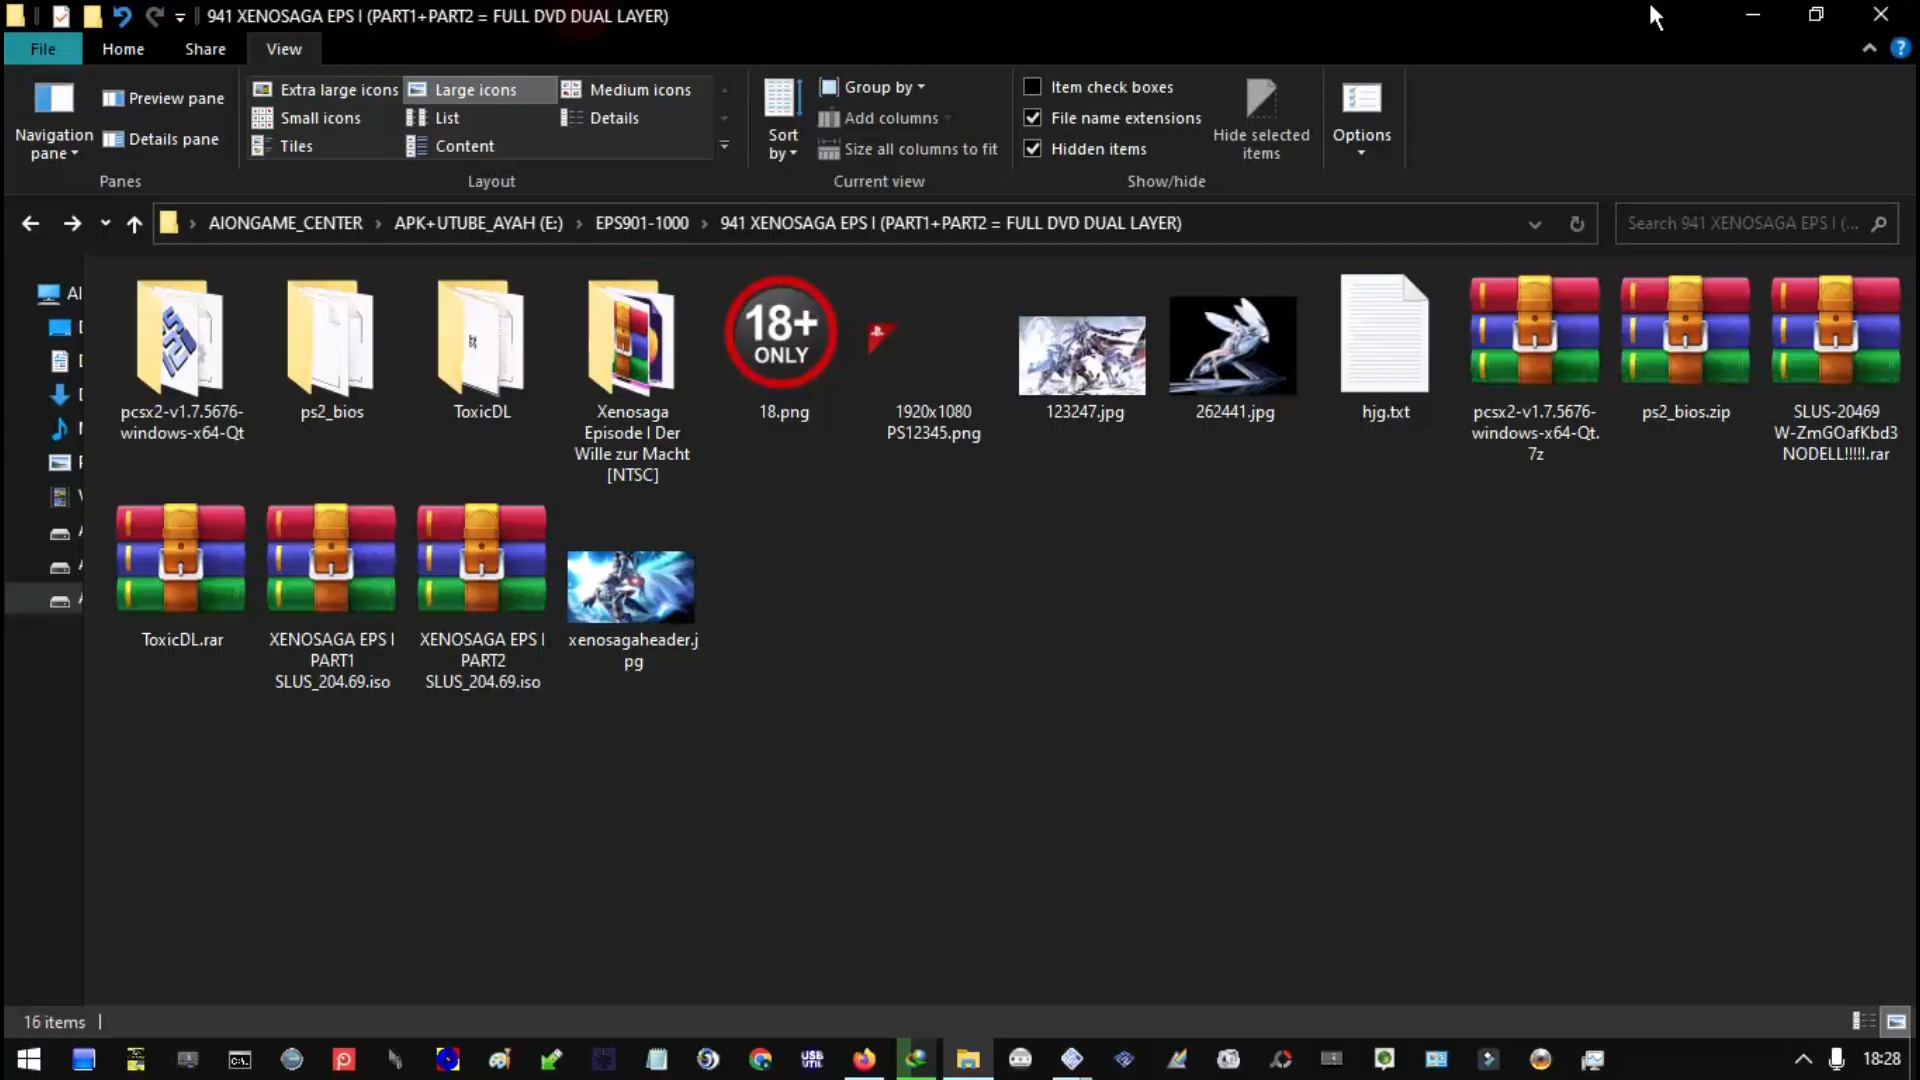 941 XENOSAGA EPS I (PART1+PART2 = FULL DVD DUAL LAYER)
File
Home
Share
View
Navigation
pane
Preview pane
Details pane
Panes
Extra large icons
Large icons
Medium icons
Small icons
List
Details
Tiles
Content
Layout
Sort
by
Group by
Add columns
Size all columns to fit
Current view
Item check boxes
File name extensions
Hidden items
Hide selected
items
Show/hide
Options
AIONGAME_CENTER
APK+UTUBE_AYAH (E:)
EPS901-1000
941 XENOSAGA EPS I (PART1+PART2 = FULL DVD DUAL LAYER)
Search 941 XENOSAGA EPS I (...
AI
18+
ONLY
pcsx2-v1.7.5676-
windows-x64-Qt
ps2_bios
ToxicDL
Xenosaga
Episode I Der
Wille zur Macht
[NTSC]
18.png
1920x1080
PS12345.png
123247.jpg
262441.jpg
hjg.txt
pcsx2-v1.7.5676-
windows-x64-Qt.
7z
ps2_bios.zip
SLUS-20469
W-ZmGOafKbd3
NODELL!!!!!.rar
ToxicDL.rar
XENOSAGA EPS I
PART1
SLUS_204.69.iso
XENOSAGA EPS I
PART2
SLUS_204.69.iso
xenosagaheader.j
pg
16 items
USB
UTIL
18:28